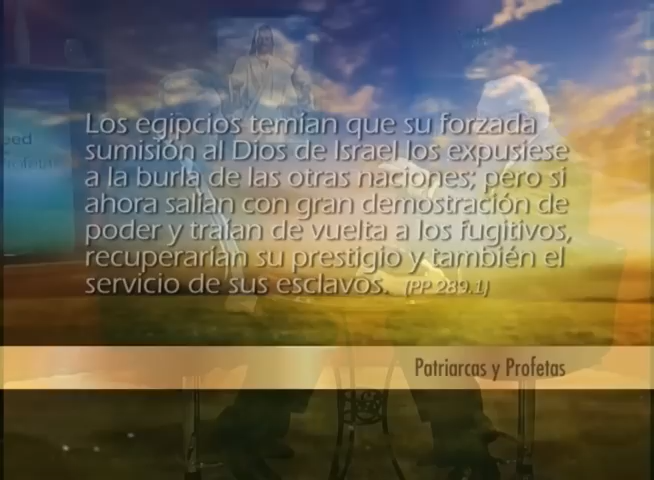 Los egipcios temían que su forzada
sumisión al Dios de Israel los expusiese
a la burla de las otras naciones; pero si
ahora salían con gran demostración de
poder y traían de vuelta a los fugitivos,
recuperarían su prestigio y también el
servicio de sus esclavos. (PP 289.1)
Patriarcas y Profetas